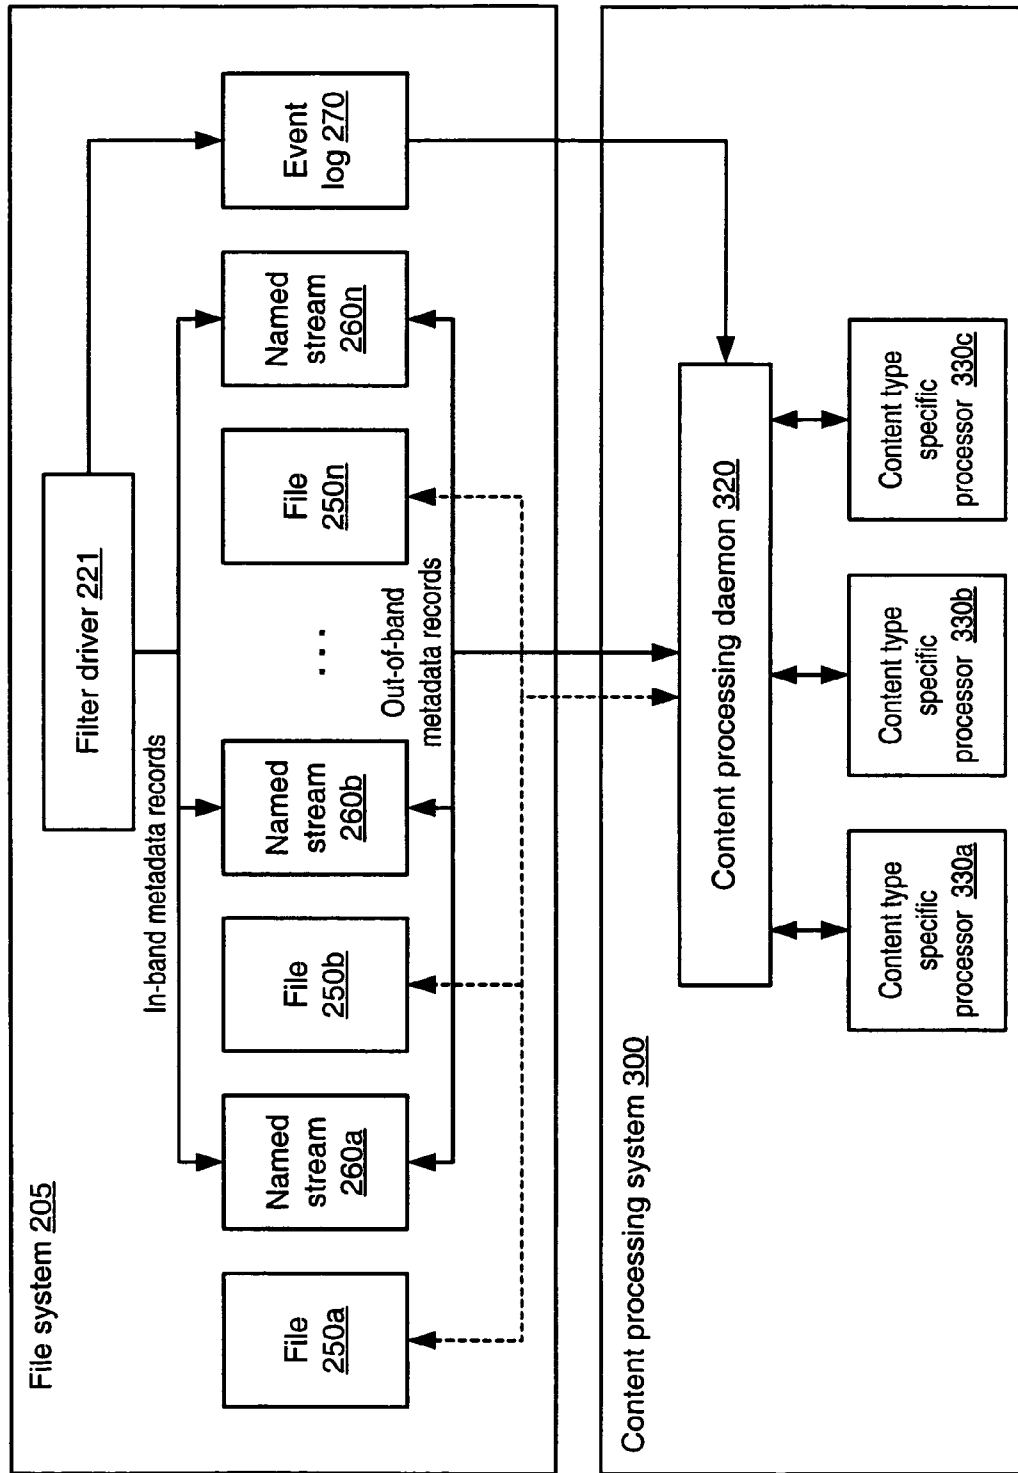 File system 205
Filter driver 221
In-band metadata records
File
250a
Named
stream
260a
File
250b
Named
stream
260b
...
File
250n
Named
stream
260n
Event
log 270
Out-of-band
metadata records
Content processing system 300
Content processing daemon 320
Content type
specific
processor 330a
Content type
specific
processor 330b
Content type
specific
processor 330c